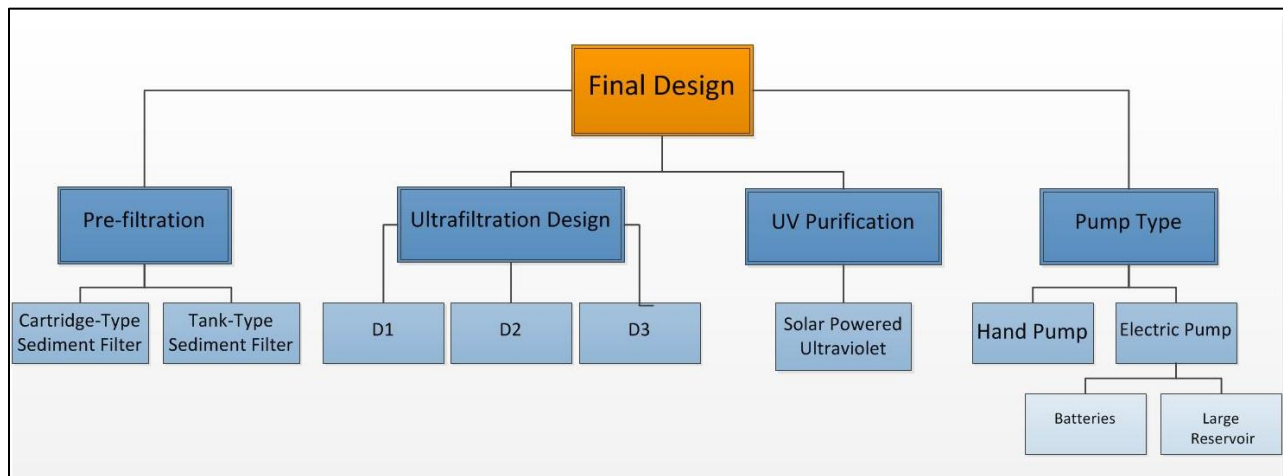 Final Design
Pre-filtration
Ultrafiltration Design
UV Purification
Pump Type
Cartridge-Type
Sediment Filter
Tank-Type
Sediment Filter
D1
D2
D3
Solar Powered
Ultraviolet
Hand Pump
Electric Pump
Batteries
Large
Reservoir